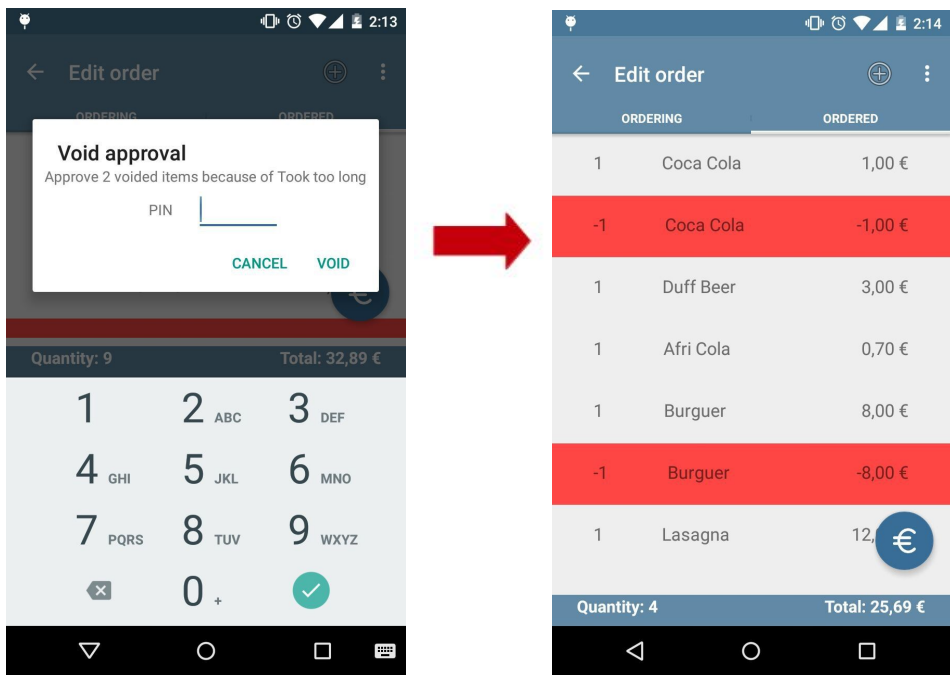 2:13
Edit order
ORDERING ORDERED
Void approval
Approve 2 voided items because of Took too long
PIN
CANCEL VOID
€
Quantity: 9 Total: 32,89 €
1 2 ABC 3 DEF
4 GHI 5 JKL 6 MNO
7 PQRS 8 TUV 9 WXYZ
0 +
2:14
Edit order
ORDERING ORDERED
1 Coca Cola 1,00 €
-1 Coca Cola -1,00 €
1 Duff Beer 3,00 €
1 Afri Cola 0,70 €
1 Burguer 8,00 €
-1 Burguer -8,00 €
1 Lasagna 12,
€
Quantity: 4 Total: 25,69 €